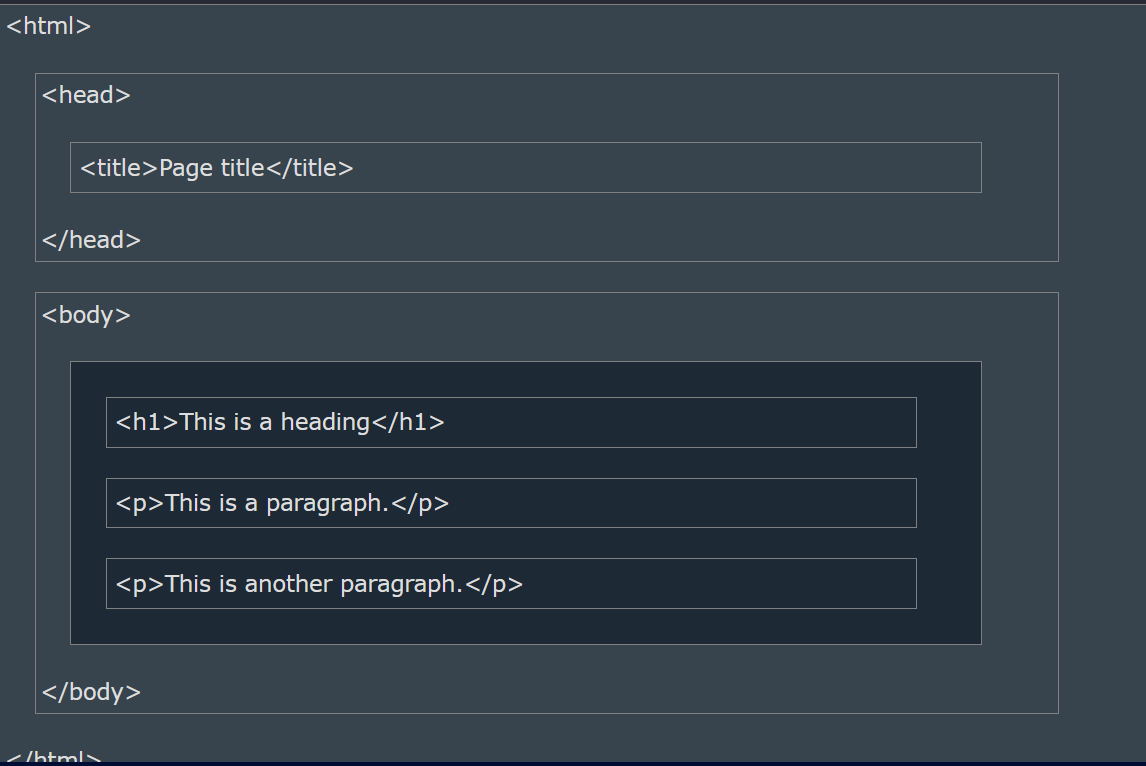 <html>
<head>
<title>Page title</title>
</head>
<body>
<h1>This is a heading</h1>
<p>This is a paragraph.</p>
<p>This is another paragraph.</p>
</body>
</html>